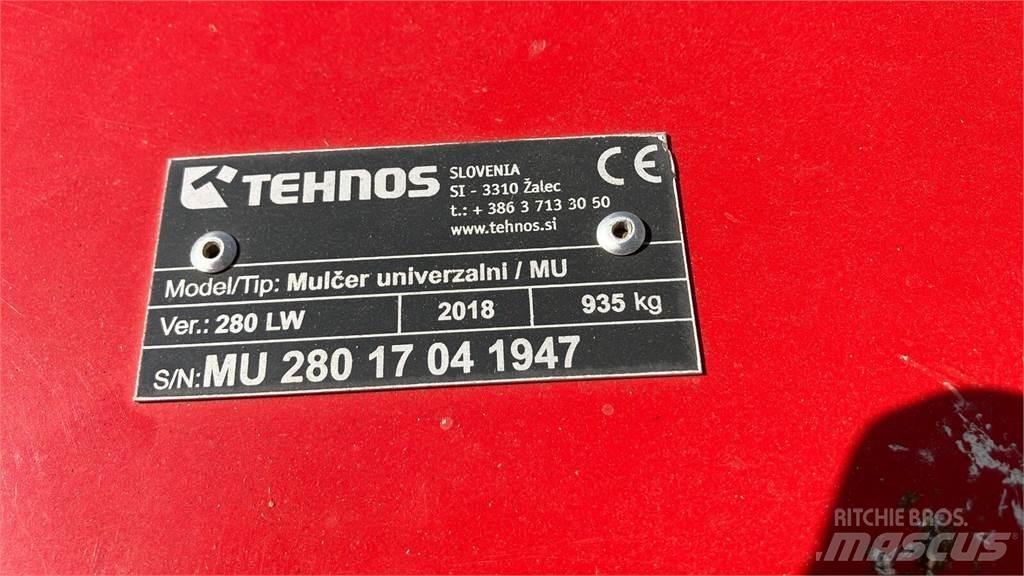 TEHNOS
SLOVENIA
SI - 3310 Žalec
t.: + 386 3 713 30 50
www.tehnos.si
CE
Model/Tip: Mulčer univerzalni / MU
Ver.: 280 LW 2018 935 kg
S/N: MU 280 17 04 1947
RITCHIE BROS.
mascus